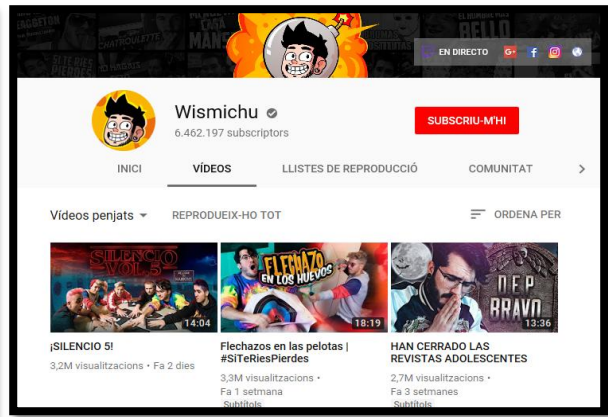 CHATROULETTE
EN DIRECTO
Wismichu
6.462.197 subscriptors
SUBSCRIU-M'HI
INICI
VÍDEOS
LLISTES DE REPRODUCCIÓ
COMUNITAT
Vídeos penjats
REPRODUEIX-HO TOT
ORDENA PER
SILENCIO
VOL 5
14:04
FLECHAZO
EN LOS HUEVOS
18:19
DEP
BRAVO
13:36
¡SILENCIO 5!
3,2M visualitzacions • Fa 2 dies
Flechazos en las pelotas |
#SiTeRiesPierdes
3,3M visualitzacions •
Fa 1 setmana
Subtítols
HAN CERRADO LAS
REVISTAS ADOLESCENTES
2,7M visualitzacions •
Fa 3 setmanes
Subtítols